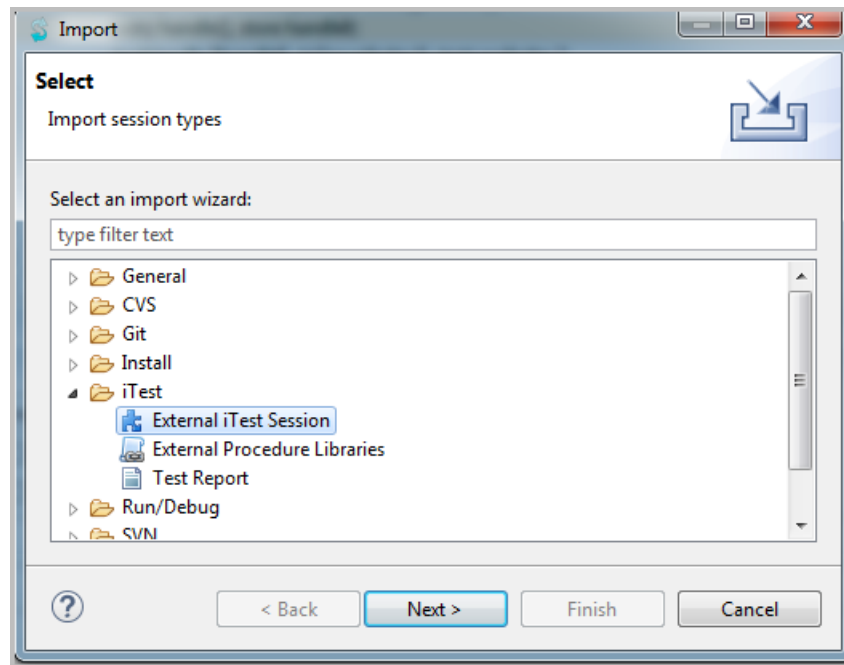 Import
Select
Import session types
Select an import wizard:
type filter text
General
CVS
Git
Install
iTest
External iTest Session
External Procedure Libraries
Test Report
Run/Debug
SVN
?
< Back Next > Finish Cancel